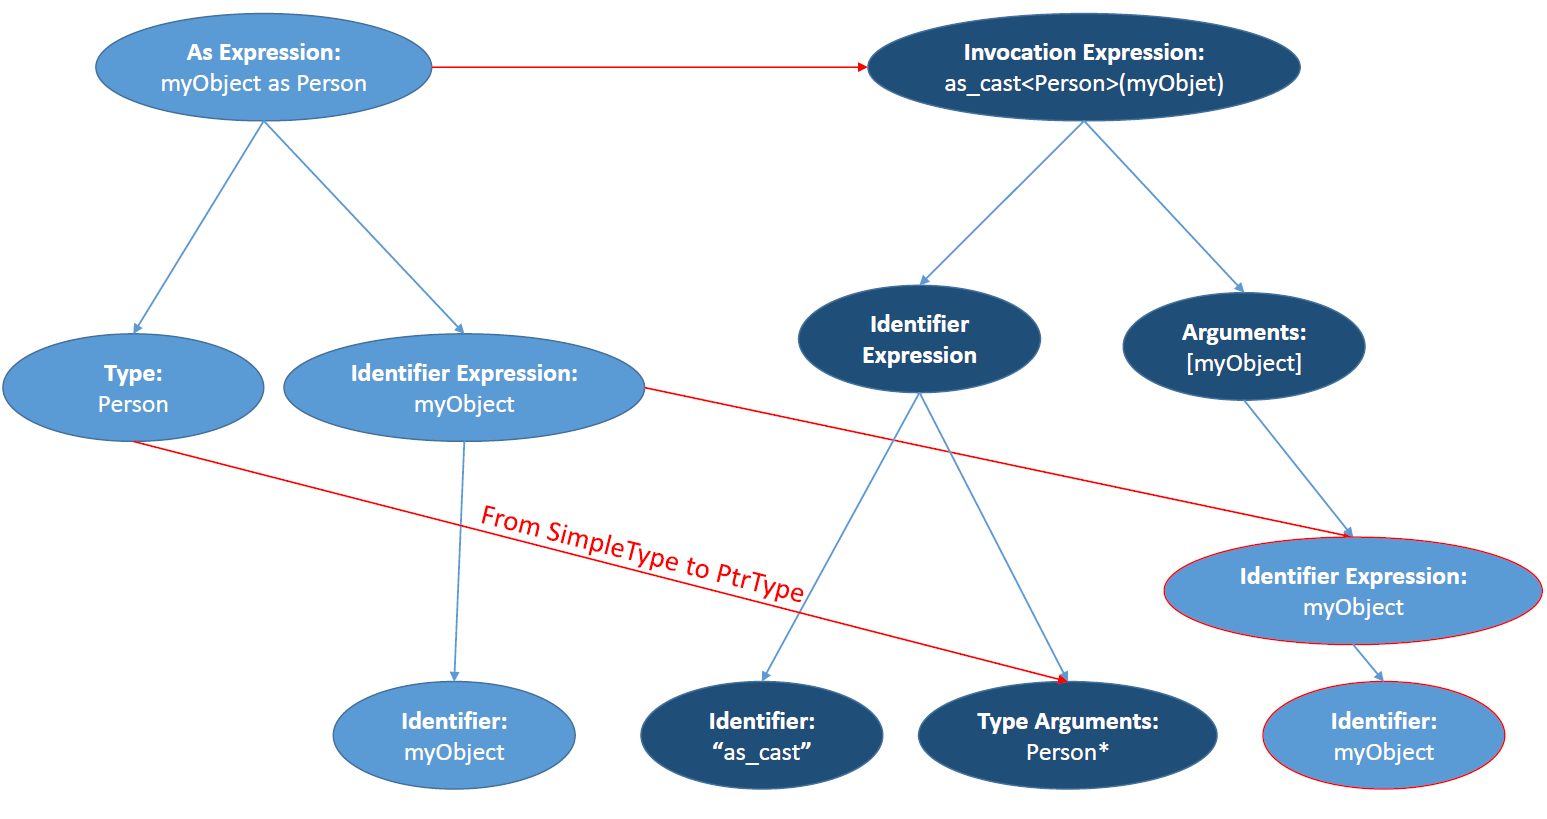 As Expression:
myObject as Person
Invocation Expression:
as_cast<Person>(myObjet)
Identifier
Expression
Arguments:
[myObject]
Type:
Person
Identifier Expression:
myObject
From SimpleType to PtrType
Identifier Expression:
myObject
Identifier:
myObject
Identifier:
“as_cast”
Type Arguments:
Person*
Identifier:
myObject